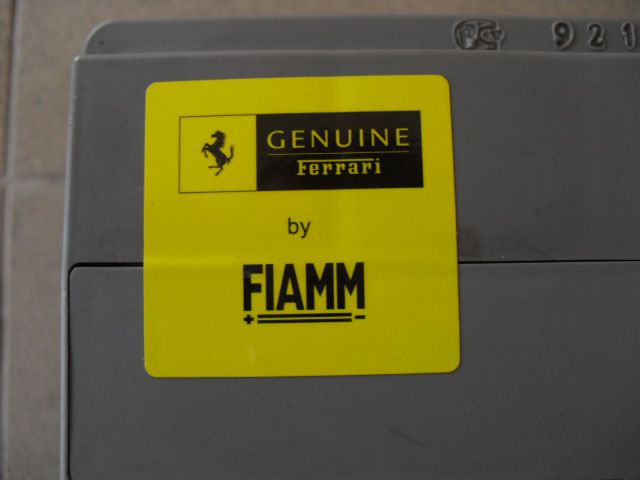 921
GENUINE
Ferrari
by
FIAMM
+ -